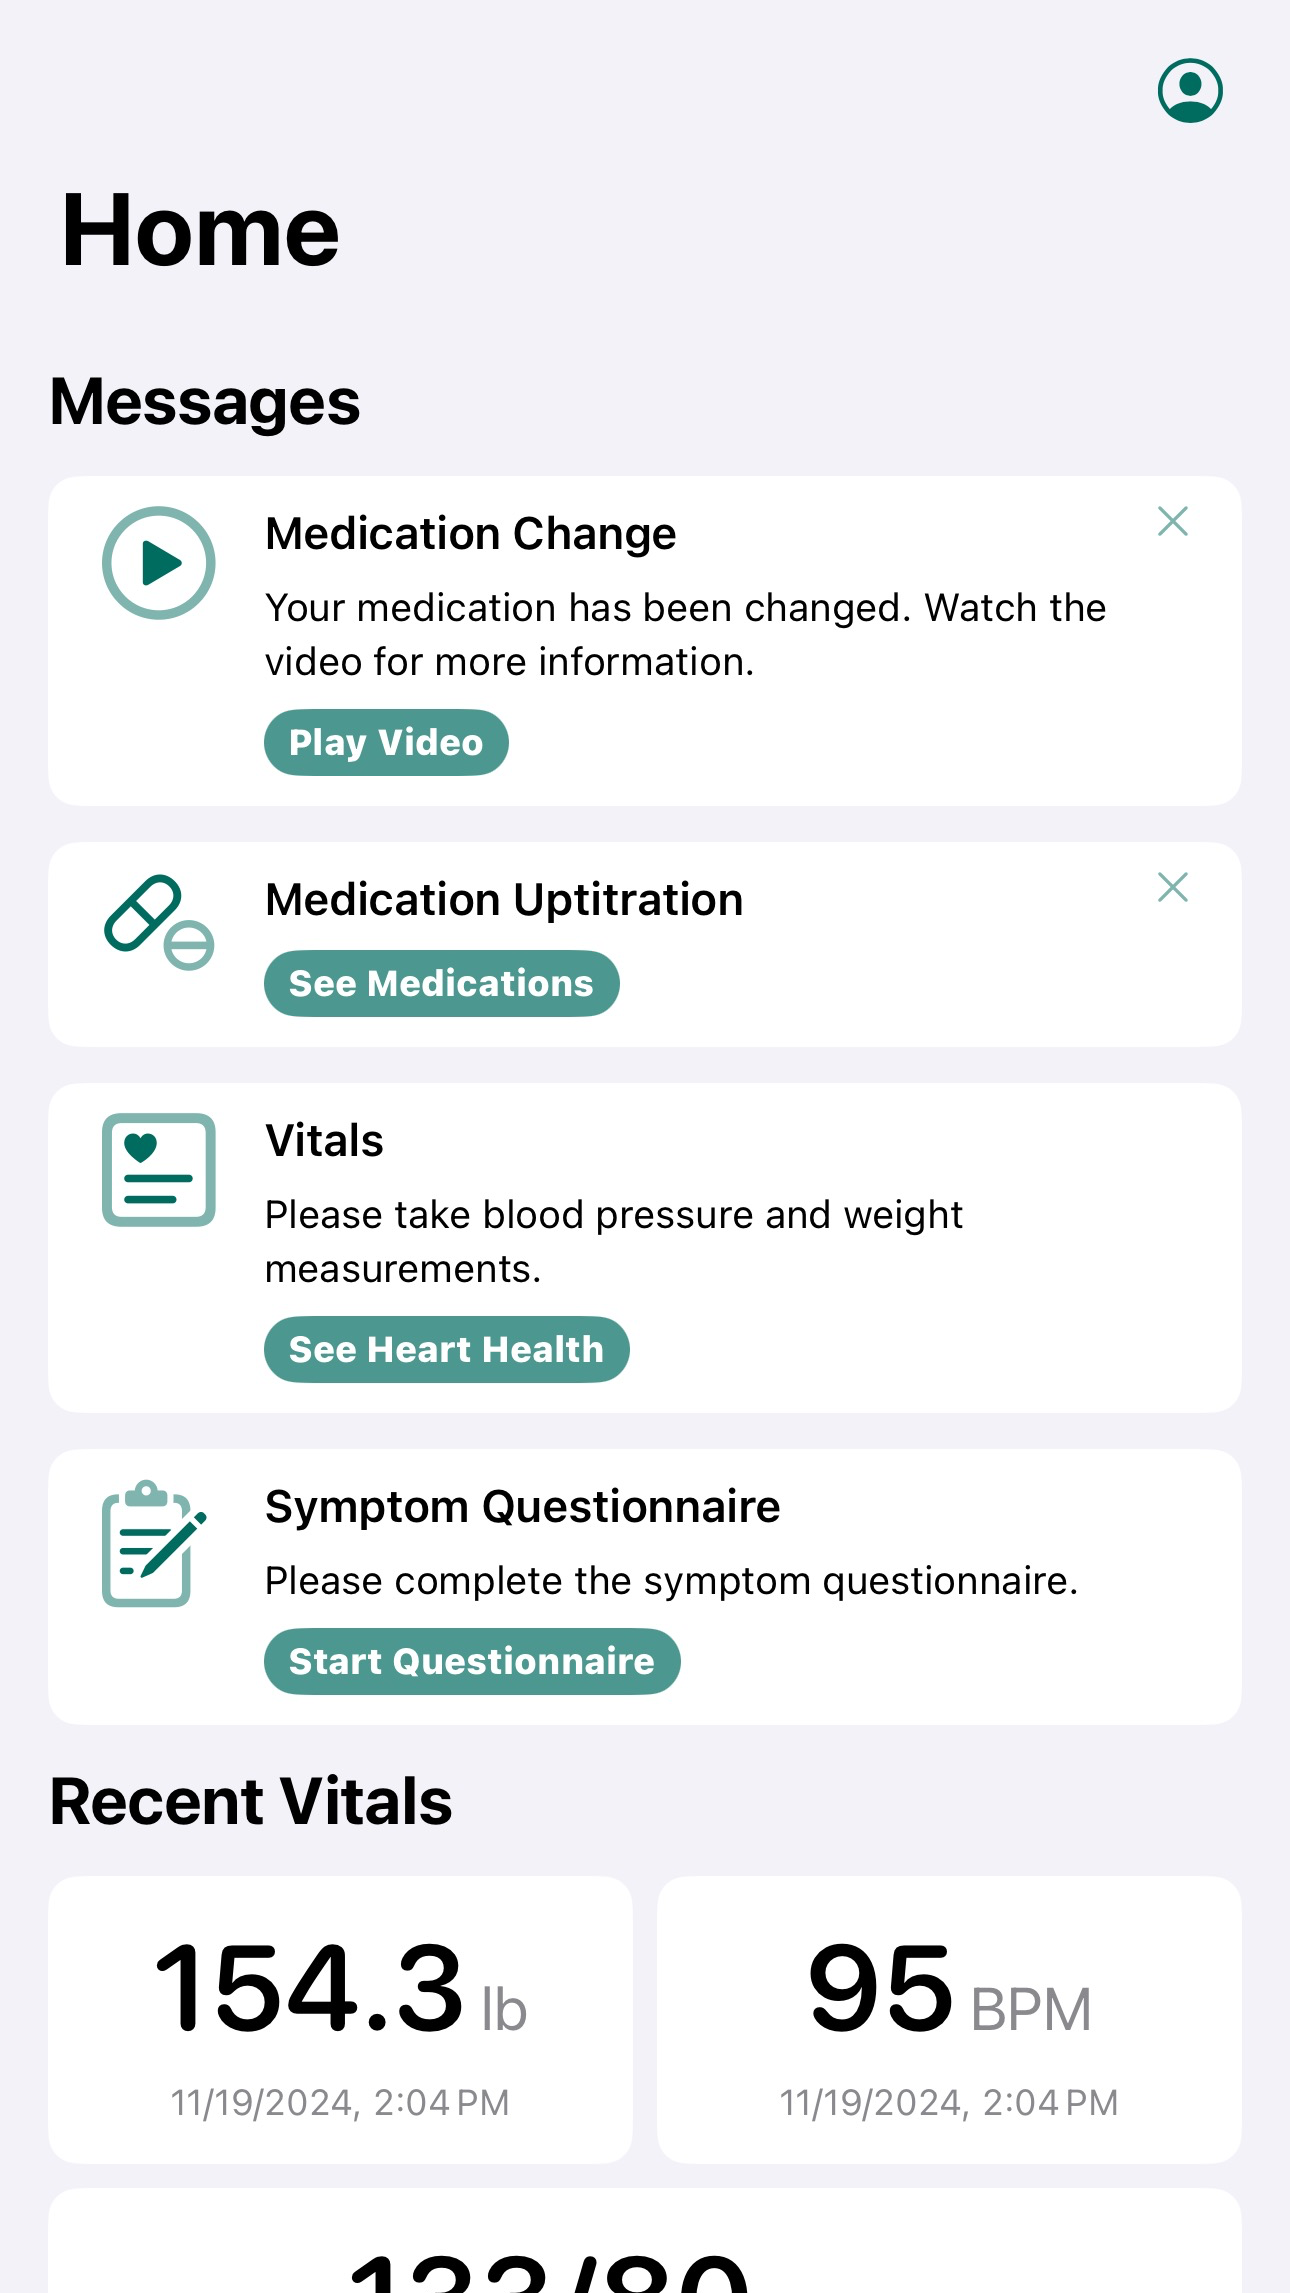 Home
Messages
Medication Change
Your medication has been changed. Watch the
video for more information.
Play Video
Medication Uptitration
See Medications
Vitals
Please take blood pressure and weight
measurements.
See Heart Health
Symptom Questionnaire
Please complete the symptom questionnaire.
Start Questionnaire
Recent Vitals
154.3 lb
95 BPM
11/19/2024, 2:04 PM
11/19/2024, 2:04 PM